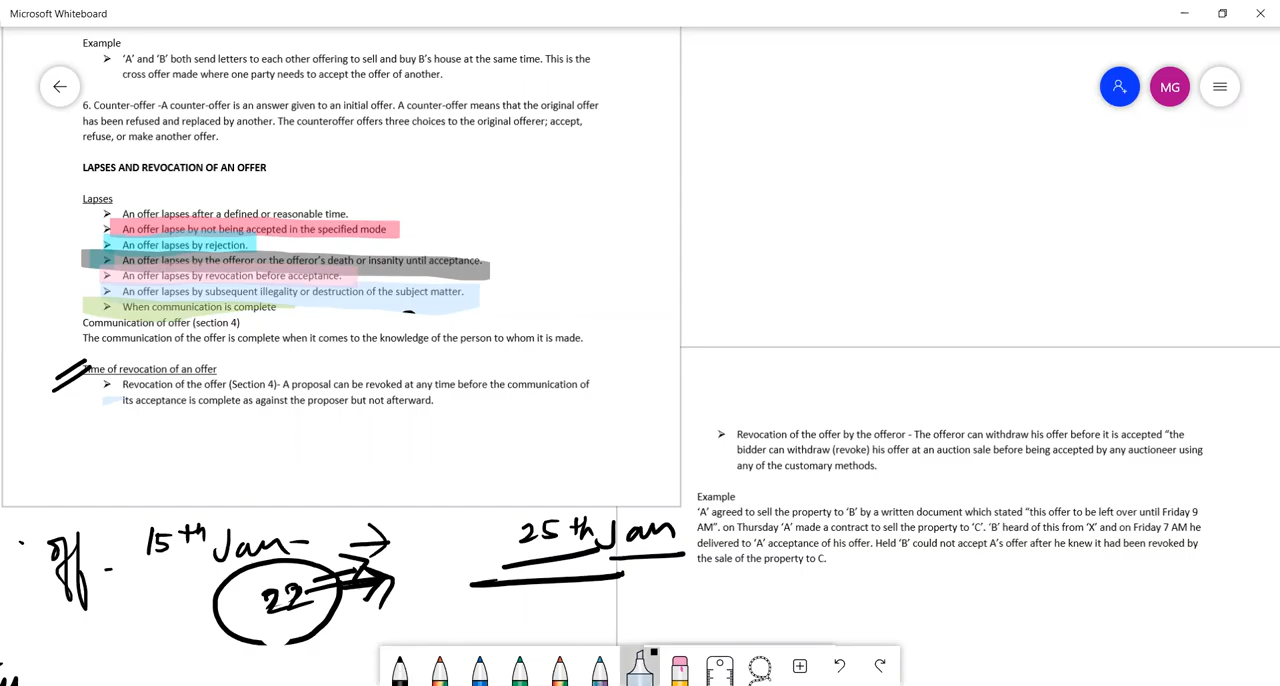 Microsoft Whiteboard
Example
➤ ‘A’ and ‘B’ both send letters to each other offering to sell and buy B’s house at the same time. This is the
cross offer made where one party needs to accept the offer of another.
6. Counter-offer -A counter-offer is an answer given to an initial offer. A counter-offer means that the original offer
has been refused and replaced by another. The counteroffer offers three choices to the original offerer; accept,
refuse, or make another offer.
LAPSES AND REVOCATION OF AN OFFER
Lapses
➤ An offer lapses after a defined or reasonable time.
➤ An offer lapse by not being accepted in the specified mode
➤ An offer lapses by rejection.
➤ An offer lapses by the offeror or the offeror’s death or insanity until acceptance.
➤ An offer lapses by revocation before acceptance.
➤ An offer lapses by subsequent illegality or destruction of the subject matter.
➤ When communication is complete
Communication of offer (section 4)
The communication of the offer is complete when it comes to the knowledge of the person to whom it is made.
Time of revocation of an offer
➤ Revocation of the offer (Section 4)- A proposal can be revoked at any time before the communication of
its acceptance is complete as against the proposer but not afterward.
off - 15th Jan- → 25th Jan
22
MG
➤ Revocation of the offer by the offeror - The offeror can withdraw his offer before it is accepted “the
bidder can withdraw (revoke) his offer at an auction sale before being accepted by any auctioneer using
any of the customary methods.
Example
‘A’ agreed to sell the property to ‘B’ by a written document which stated “this offer to be left over until Friday 9
AM”. on Thursday ‘A’ made a contract to sell the property to ‘C’. ‘B’ heard of this from ‘X’ and on Friday 7 AM he
delivered to ‘A’ acceptance of his offer. Held ‘B’ could not accept A’s offer after he knew it had been revoked by
the sale of the property to C.